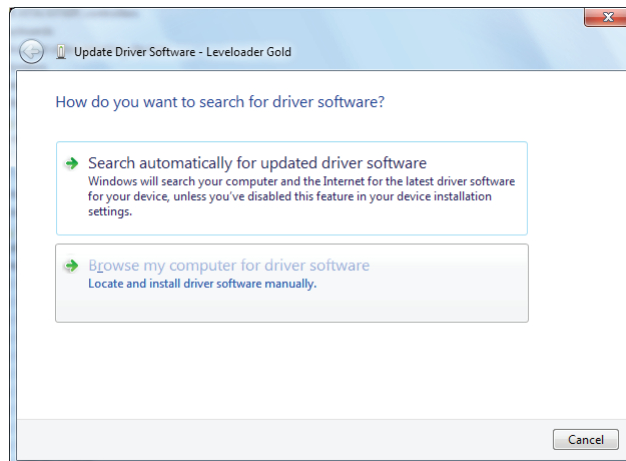 Update Driver Software - Leveloader Gold
How do you want to search for driver software?
Search automatically for updated driver software
Windows will search your computer and the Internet for the latest driver software
for your device, unless you've disabled this feature in your device installation
settings.
Browse my computer for driver software
Locate and install driver software manually.
Cancel